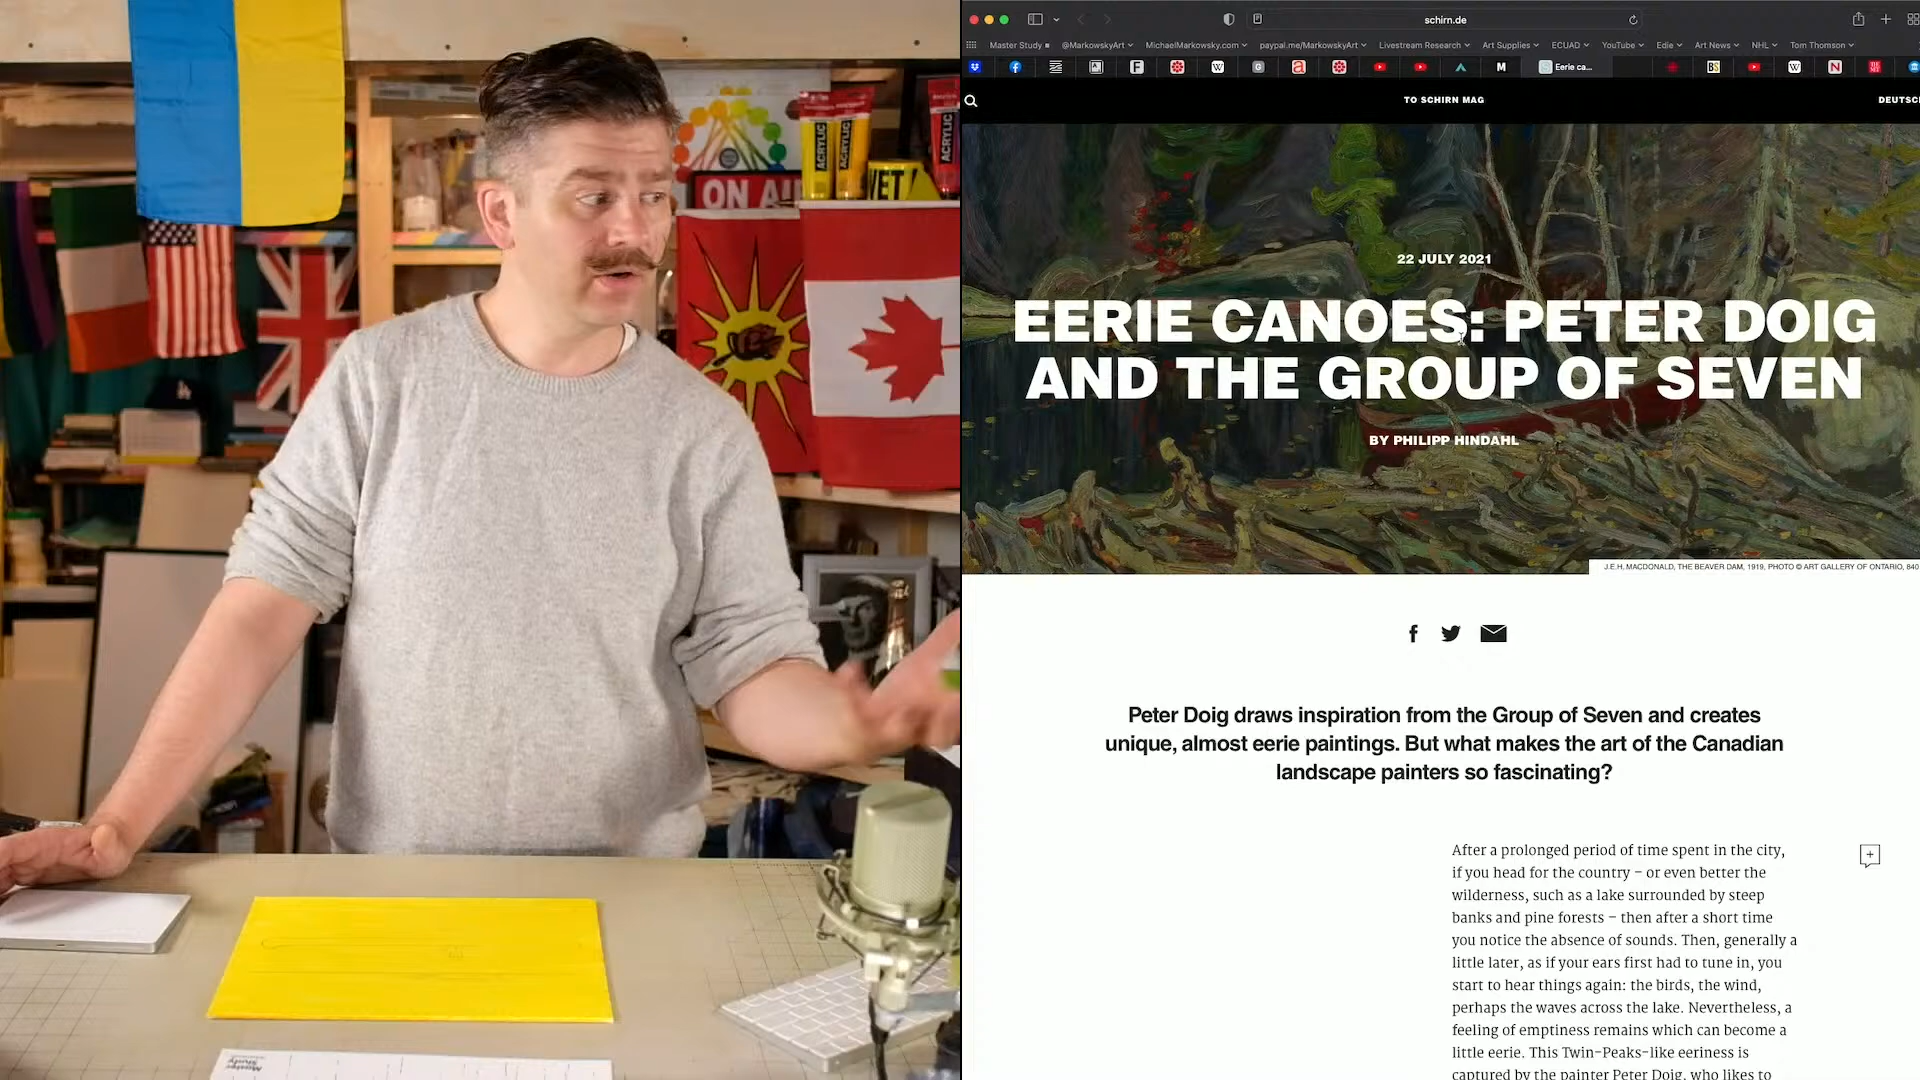 ACRYLIC
ACRYLIC
ACRYLIC
ON AI
WET!
LA
schirn.de
Master Study
@MarkowskyArt
MichaelMarkowsky.com
paypal.me/MarkowskyArt
Livestream Research
Art Supplies
ECUAD
YouTube
Edie
Art News
NHL
Tom Thomson
F
W
G
a
M
Eerie ca...
BS
W
N
TO SCHIRN MAG
DEUTSC
22 JULY 2021
EERIE CANOES: PETER DOIG
AND THE GROUP OF SEVEN
BY PHILIPP HINDAHL
J.E.H. MACDONALD, THE BEAVER DAM, 1919, PHOTO © ART GALLERY OF ONTARIO, 840
Peter Doig draws inspiration from the Group of Seven and creates
unique, almost eerie paintings. But what makes the art of the Canadian
landscape painters so fascinating?
After a prolonged period of time spent in the city,
if you head for the country – or even better the
wilderness, such as a lake surrounded by steep
banks and pine forests – then after a short time
you notice the absence of sounds. Then, generally a
little later, as if your ears first had to tune in, you
start to hear things again: the birds, the wind,
perhaps the waves across the lake. Nevertheless, a
feeling of emptiness remains which can become a
little eerie. This Twin-Peaks-like eeriness is
captured by the painter Peter Doig, who likes to
Master
Study